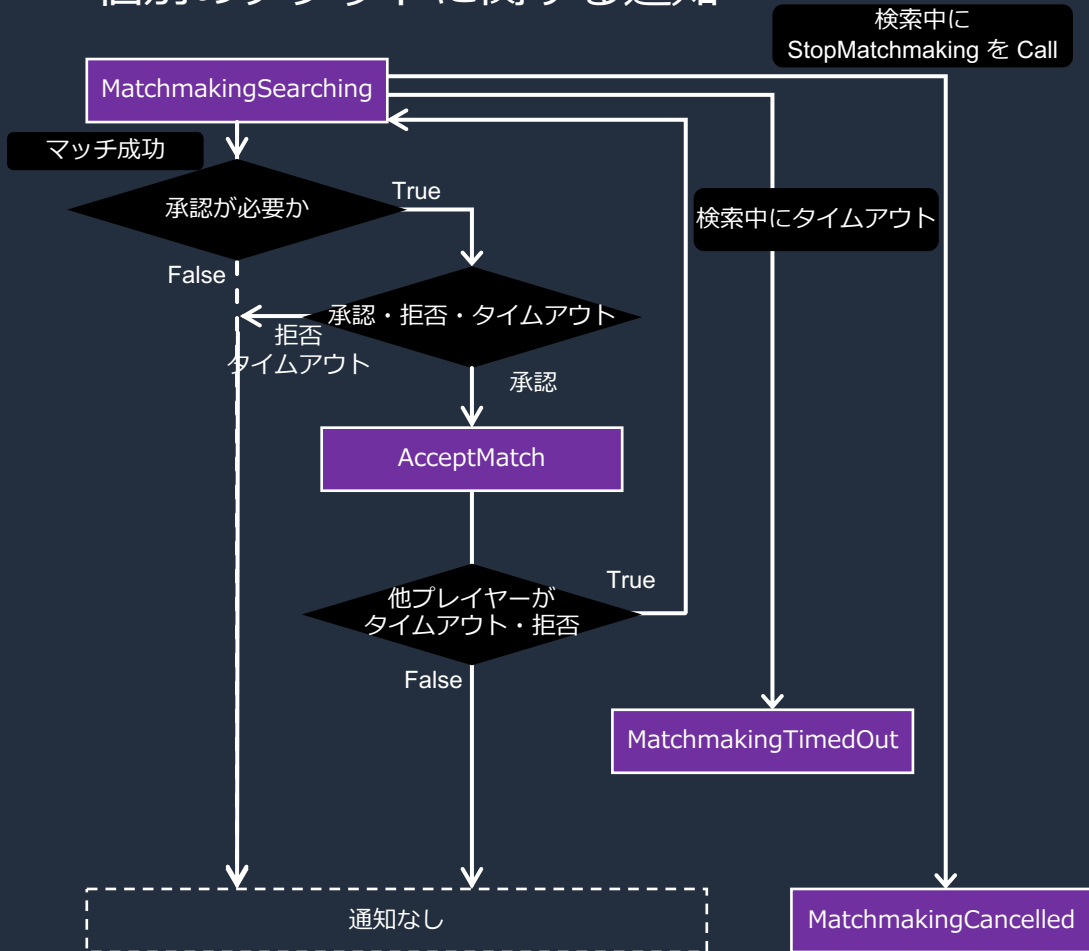 検索中に
StopMatchmaking を Call
MatchmakingSearching
マッチ成功
承認が必要か
True
検索中にタイムアウト
False
承認・拒否・タイムアウト
拒否
タイムアウト
承認
AcceptMatch
他プレイヤーが
タイムアウト・拒否
True
False
MatchmakingTimedOut
通知なし
MatchmakingCancelled